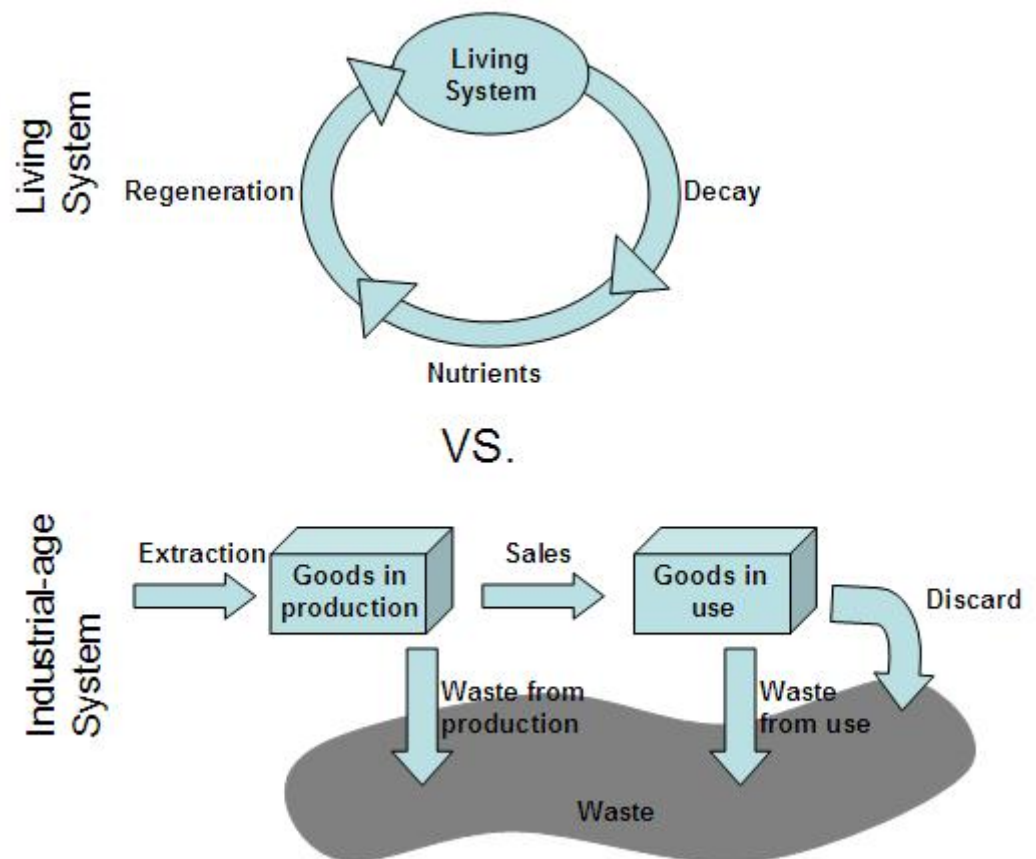 Living
System
Living
System
Regeneration
Decay
Nutrients
VS.
Industrial-age
System
Extraction
Goods in
production
Sales
Goods in
use
Discard
Waste from
production
Waste
from use
Waste